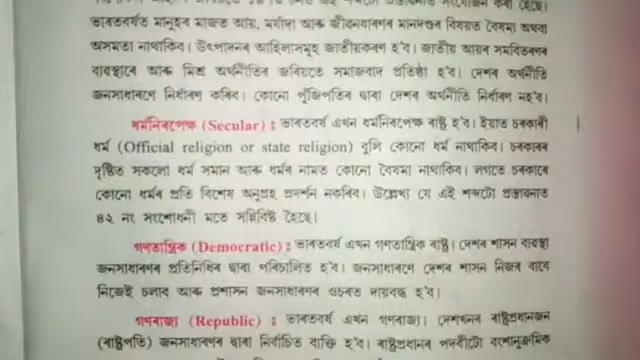 ভাৰতবৰ্ষত মানুহৰ মাজত আয়, মৰ্যাদা আৰু জীৱনধাৰণৰ মানদণ্ডৰ বিষয়ত বৈষম্য অথবা
অসমতা নাথাকিব। উৎপাদনৰ আহিলাসমূহ জাতীয়কৰণ হ'ব। জাতীয় আয়ৰ সমবিতৰণৰ
ব্যৱস্থাৰে আৰু মিশ্ৰ অৰ্থনীতিৰ জৰিয়তে সমাজবাদ প্ৰতিষ্ঠা হ'ব। দেশৰ অৰ্থনীতি
জনসাধাৰণে নিৰ্ধাৰণ কৰিব। কোনো পুঁজিপতিৰ দ্বাৰা দেশৰ অৰ্থনীতি নিৰ্ধাৰণ নহ'ব।
ধৰ্মনিৰপেক্ষ (Secular) : ভাৰতবৰ্ষ এখন ধৰ্মনিৰপেক্ষ ৰাষ্ট্ৰ হ'ব। ইয়াত চৰকাৰী
ধৰ্ম (Official religion or state religion) বুলি কোনো ধৰ্ম নাথাকিব। চৰকাৰৰ
দৃষ্টিত সকলো ধৰ্ম সমান আৰু ধৰ্মৰ নামত কোনো বৈষম্য নাথাকিব। লগতে চৰকাৰে
কোনো ধৰ্মৰ প্ৰতি বিশেষ অনুগ্ৰহ প্ৰদৰ্শন নকৰিব। উল্লেখ্য যে এই শব্দটো প্ৰস্তাৱনাত
৪২ নং সংশোধনী মতে সন্নিবিষ্ট হৈছে।
গণতান্ত্ৰিক (Democratic) : ভাৰতবৰ্ষ এখন গণতান্ত্ৰিক ৰাষ্ট্ৰ। দেশৰ শাসন ব্যৱস্থা
জনসাধাৰণৰ প্ৰতিনিধিৰ দ্বাৰা পৰিচালিত হ'ব। জনসাধাৰণে দেশৰ শাসন নিজৰ বাবে
নিজেই চলাব আৰু প্ৰশাসন জনসাধাৰণৰ ওচৰত দায়বদ্ধ হ'ব।
গণৰাজ্য (Republic) : ভাৰতবৰ্ষ এখন গণৰাজ্য। দেশখনৰ ৰাষ্ট্ৰপ্ৰধানজন
(ৰাষ্ট্ৰপতি) জনসাধাৰণৰ দ্বাৰা নিৰ্বাচিত ব্যক্তি হ'ব। ৰাষ্ট্ৰপ্ৰধানৰ পদবীটো বংশানুক্ৰমিক